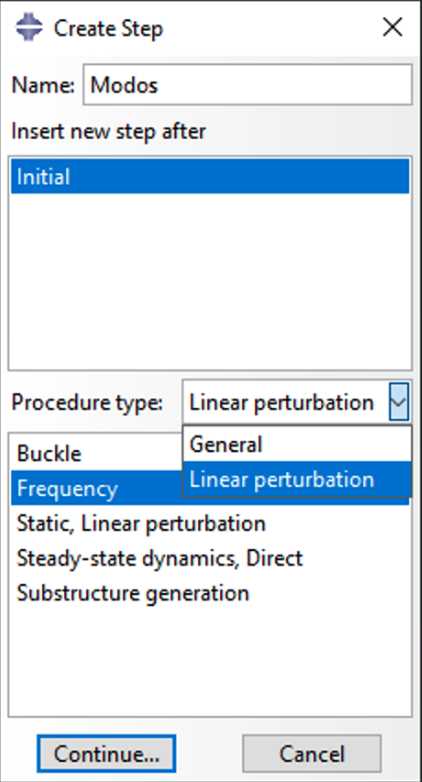 Create Step
Name: Modos
Insert new step after
Initial
Procedure type: Linear perturbation
General
Linear perturbation
Buckle
Frequency
Static, Linear perturbation
Steady-state dynamics, Direct
Substructure generation
Continue... Cancel